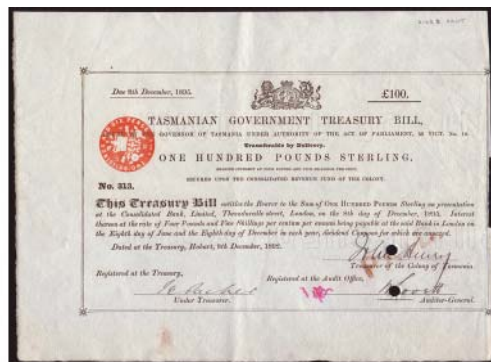 Due 8th December, 1895.
£100.
TASMANIAN GOVERNMENT TREASURY BILL,
GOVERNOR OF TASMANIA UNDER AUTHORITY OF THE ACT OF PARLIAMENT, 56 VICT. No.
Transferable by Delivery.
ONE HUNDRED POUNDS STERLING,
SECURED UPON THE CONSOLIDATED REVENUE FUND OF THE COLONY.
No. 313.
This Treasury Bill entitles the Bearer to the Sum of ONE HUNDRED POUNDS STERLING on presentation
at the Consolidated Bank, Limited, Threadneedle-street, London, on the 8th day of December, 1895. Interest
thereon at the rate of Four Pounds and Five Shillings per centum per annum being payable at the said Bank in London on
the Eighth day of June and the Eighth day of December in each year, dividend Coupons for which are annexed.
Dated at the Treasury, Hobart, 8th December, 1892.
Treasurer of the Colony of Tasmania.
Registered at the Treasury,
Registered at the Audit Office,
Under Treasurer.
Auditor-General.